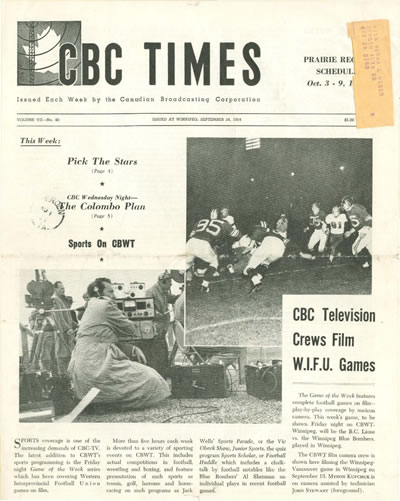 CBC TIMES
PRAIRIE
SCHEDUL
Oct. 3 - 9, 1
Issued Each Week by the Canadian Broadcasting Corporation
VOLUME VII—No. 40
ISSUED AT WINNIPEG, SEPTEMBER 24, 1954
This Week:
Pick The Stars
(Page 4)
★
CBC Wednesday Night—
The Colombo Plan
(Page 5)
★
Sports On CBWT
★
95
CBC Television
Crews Film
W.I.F.U. Games
The Game of the Week features
complete football games on film—
play-by-play coverage by
camera. This week's game, to be
shown Friday night on CBWT-
Winnipeg, will be the B.C. Lions
vs. the Winnipeg Blue Bombers,
played in Winnipeg.
The CBWT film camera crew is
shown here filming the Winnipeg-
Vancouver game in Winnipeg on
September 11.
on camera assisted by technician
John Stewart (foreground).
SPORTS coverage is one of the
increasing demands of CBC-TV.
The latest addition to CBWT's
sports programming is the Friday
night Game of the Week series
which has been covering Western
Interprovincial Football Union
games on film.
More than five hours each week
is devoted to a variety of sporting
events on CBWT. This includes
actual competitions in football,
wrestling and boxing, and feature
presentation of such sports as
tennis, golf, lacrosse and horse-
racing on such programs as Jack
Wells' Sports Parade, or the Vic
Obeck Show, Junior Sports, the quiz
program Sports Scholar, or Football
Huddle which includes a chalk-
talk by football notables like the
Blue Bombers' Al Sherman on
individual plays in recent football
games.